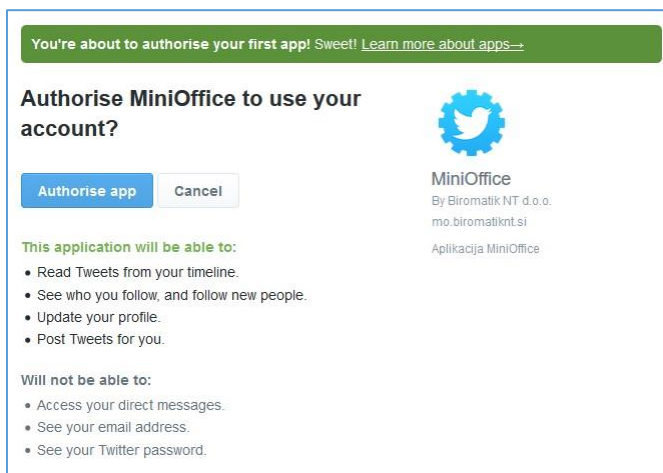 You're about to authorise your first app! Sweet! Learn more about apps→
Authorise MiniOffice to use your
account?
Authorise app
Cancel
This application will be able to:
• Read Tweets from your timeline.
• See who you follow, and follow new people.
• Update your profile.
• Post Tweets for you.
Will not be able to:
• Access your direct messages.
• See your email address.
• See your Twitter password.
MiniOffice
By Biromatik NT d.o.o.
mo.biromatiknt.si
Aplikacija MiniOffice